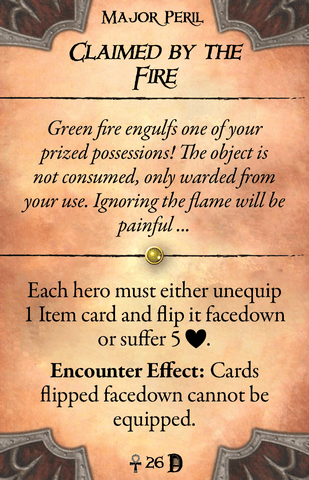 Major Peril
Claimed by the
Fire
Green fire engulfs one of your
prized possessions! The object is
not consumed, only warded from
your use. Ignoring the flame will be
painful ...
Each hero must either unequip
1 Item card and flip it facedown
or suffer 5 ♥.
Encounter Effect: Cards
flipped facedown cannot be
equipped.
☥ 26 D